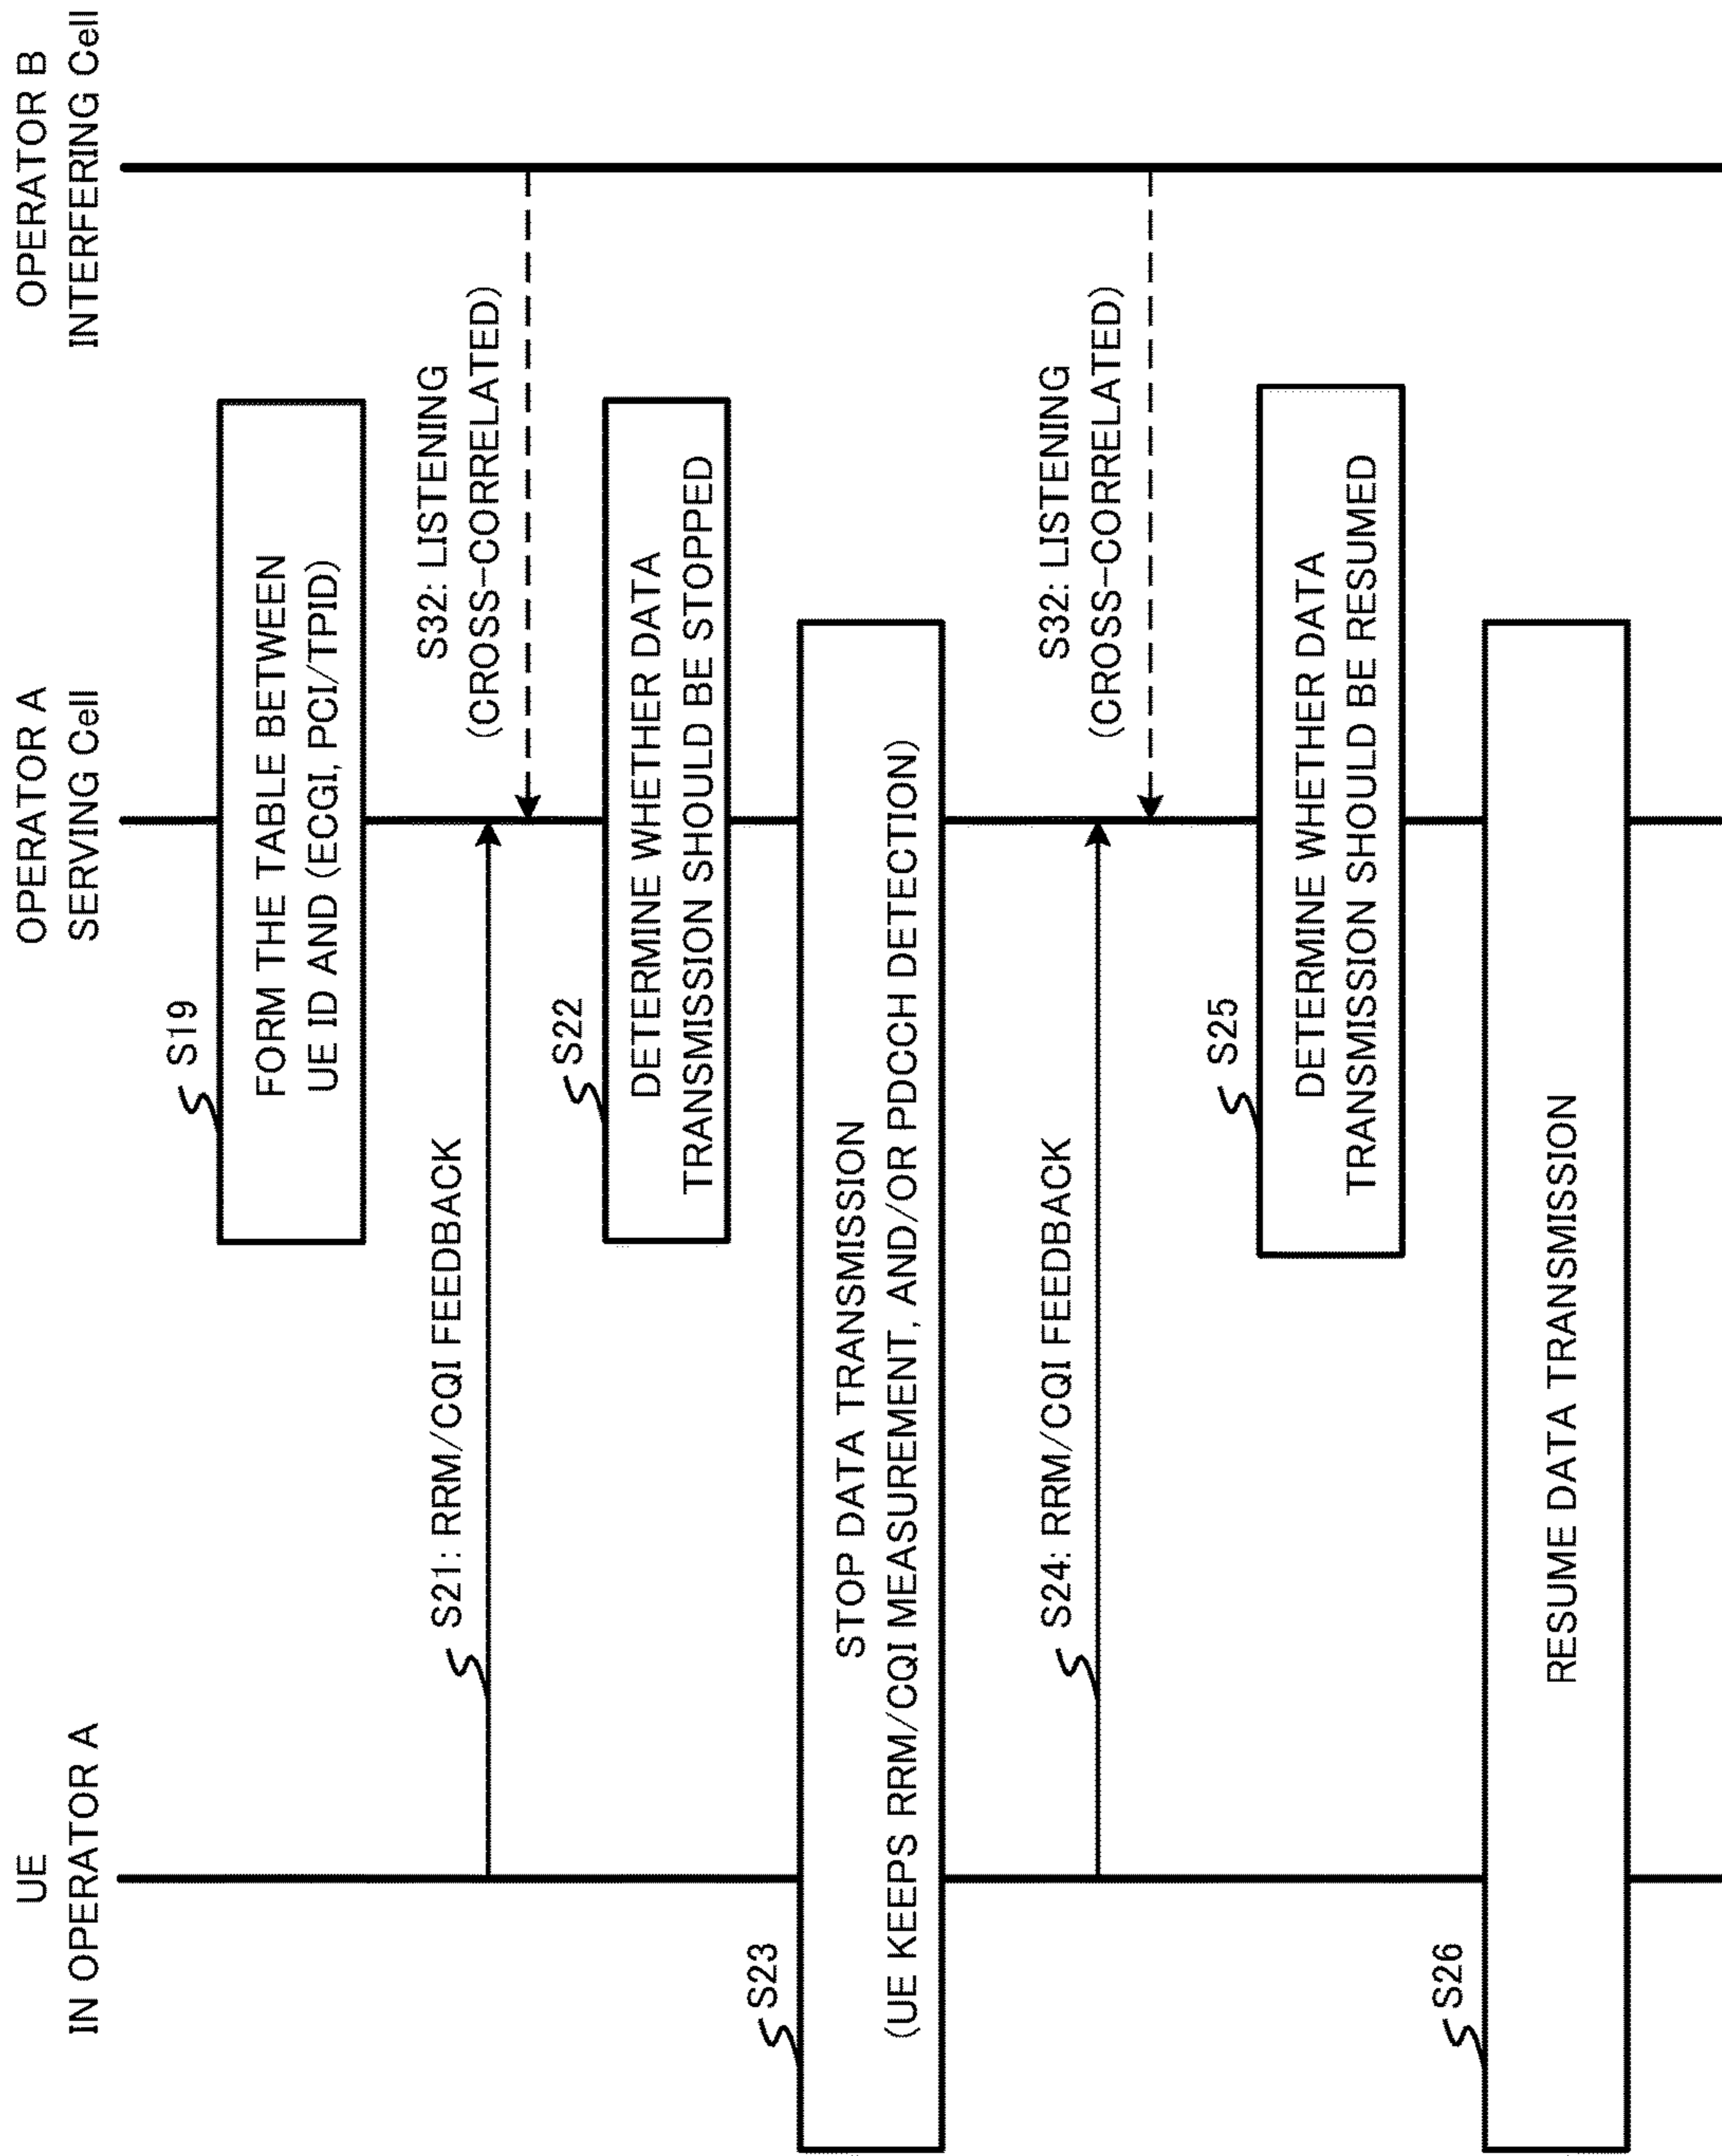 UE
IN OPERATOR A
OPERATOR A
SERVING Cell
OPERATOR B
INTERFERING Cell
S19
FORM THE TABLE BETWEEN
UE ID AND (ECGI, PCI/TPID)
S21: RRM/CQI FEEDBACK
S32: LISTENING
(CROSS-CORRELATED)
S22
DETERMINE WHETHER DATA
TRANSMISSION SHOULD BE STOPPED
S23
STOP DATA TRANSMISSION
(UE KEEPS RRM/CQI MEASUREMENT, AND/OR PDCCH DETECTION)
S24: RRM/CQI FEEDBACK
S32: LISTENING
(CROSS-CORRELATED)
S25
DETERMINE WHETHER DATA
TRANSMISSION SHOULD BE RESUMED
S26
RESUME DATA TRANSMISSION